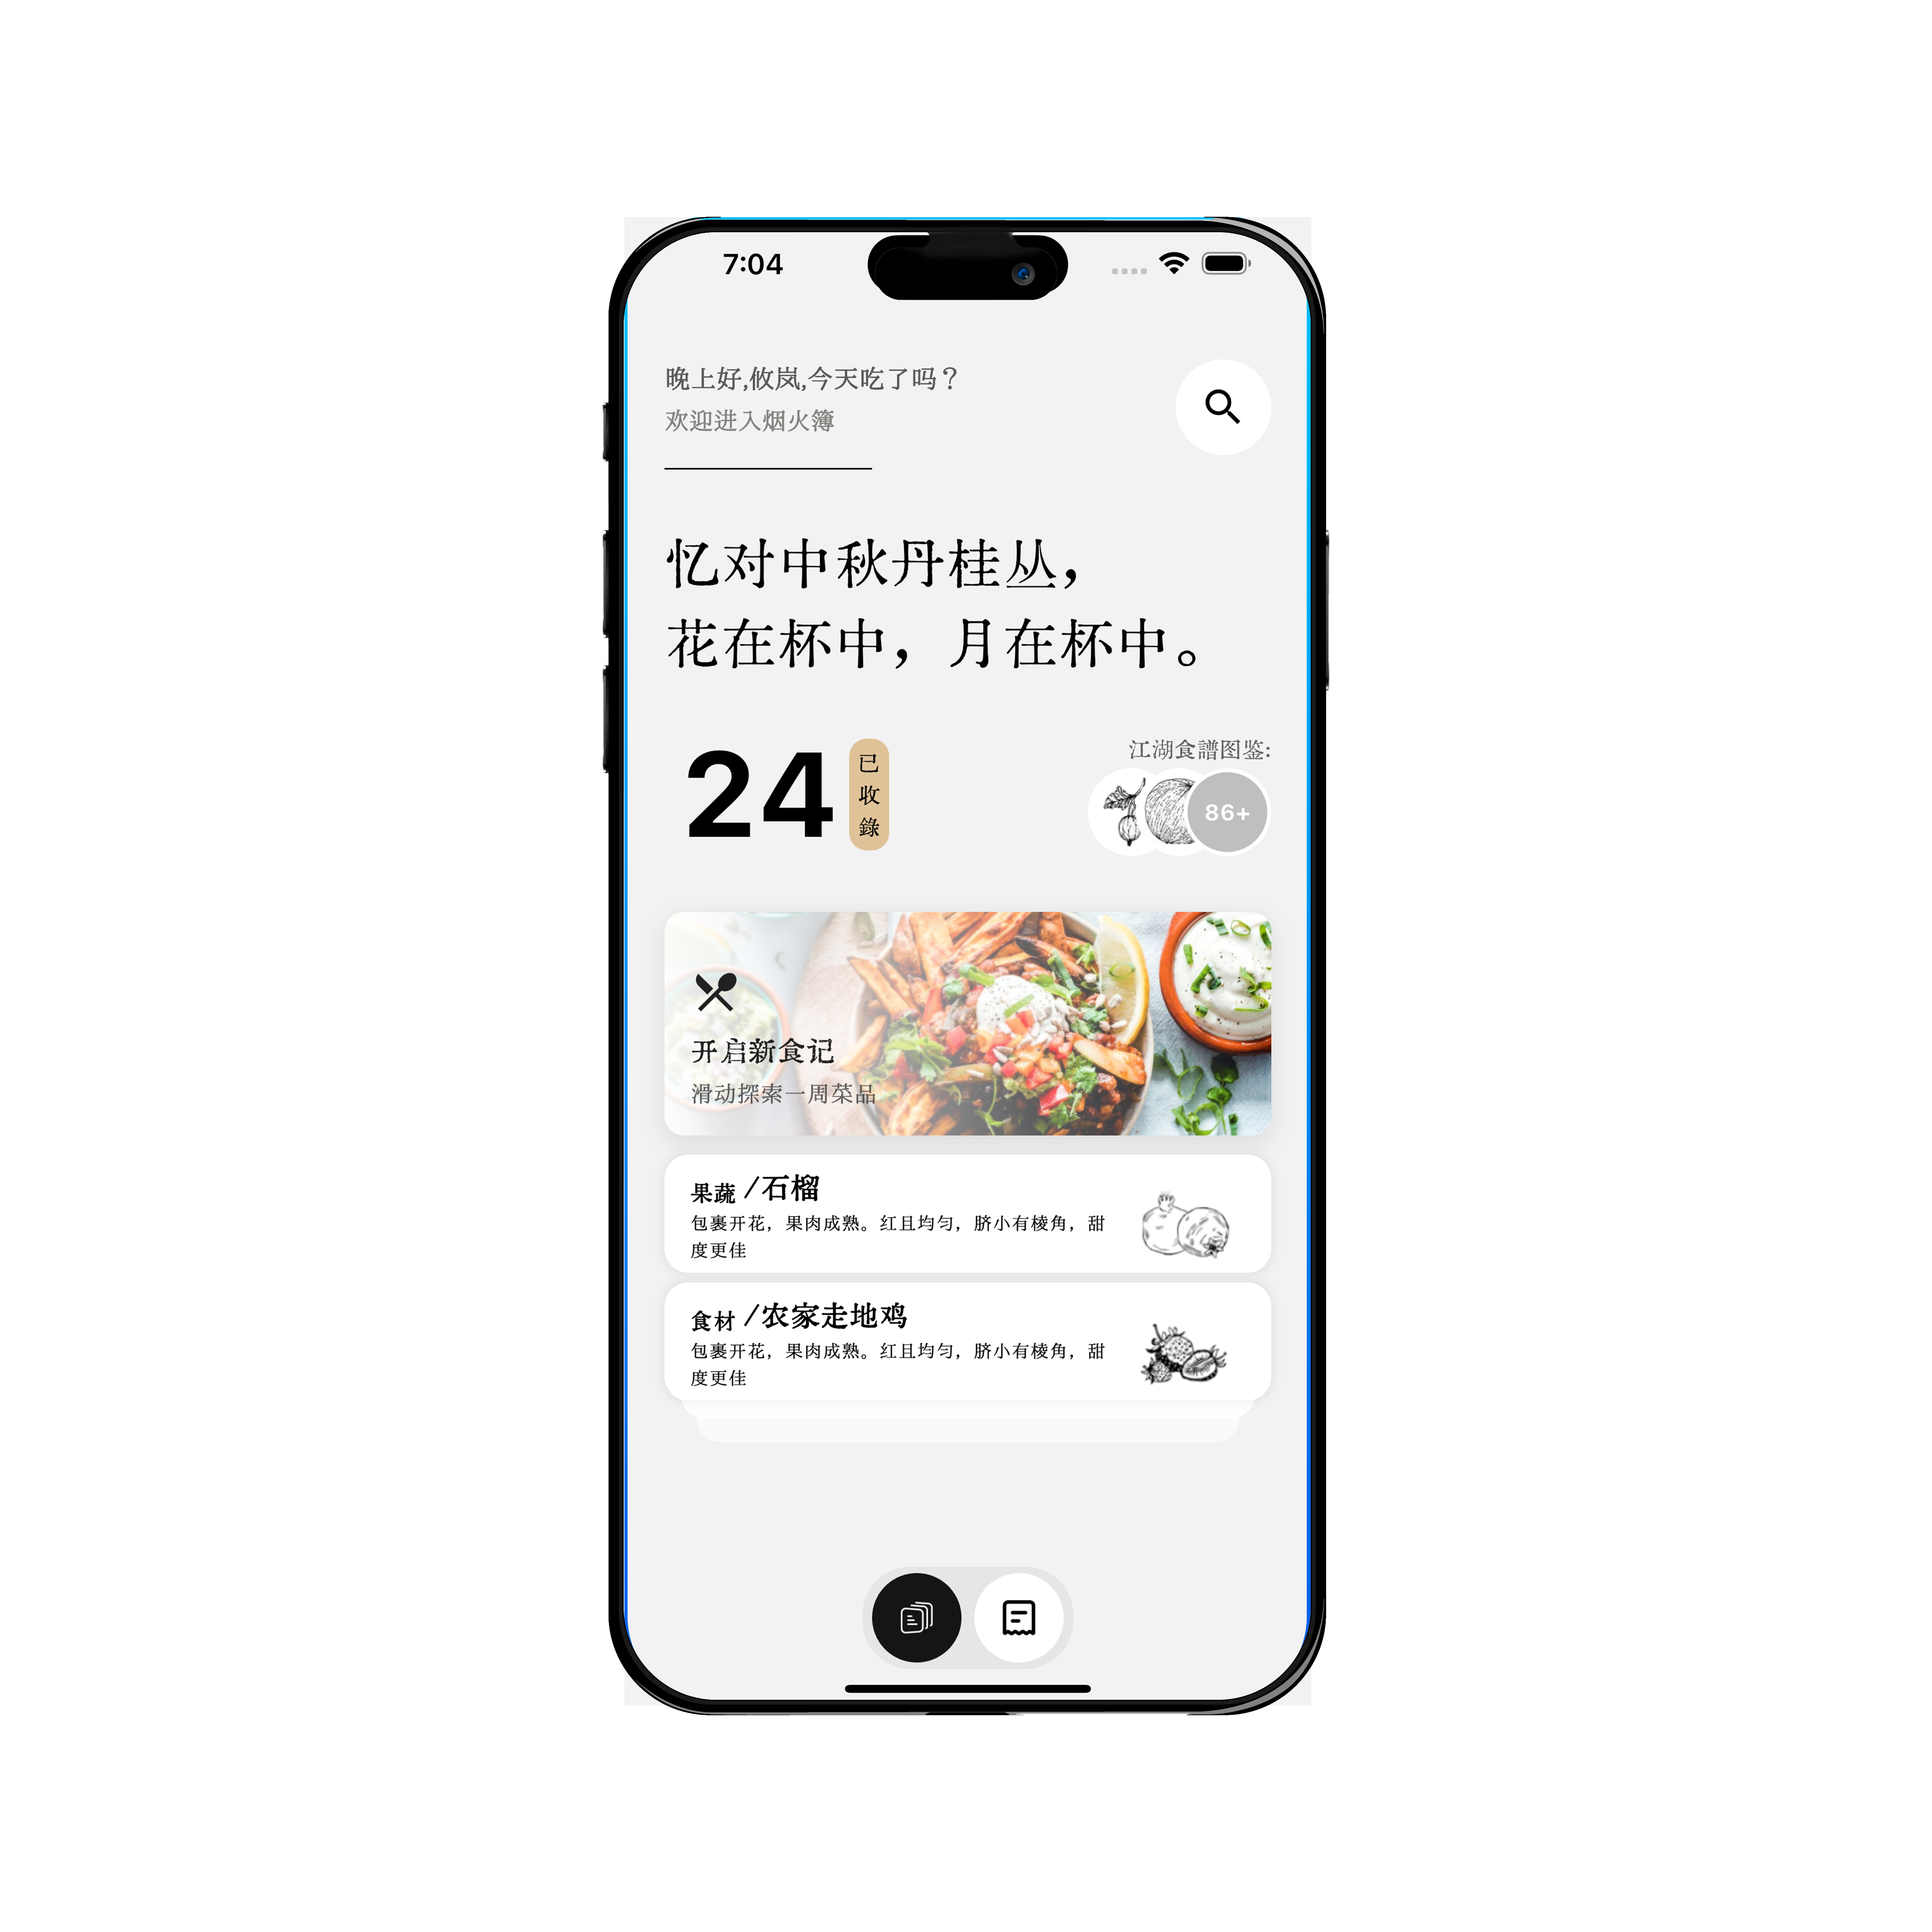 7:04
晚上好,攸岚,今天吃了吗？
欢迎进入烟火簿
忆对中秋丹桂丛，
花在杯中，月在杯中。
24
已收錄
江湖食譜图鉴:
86+
开启新食记
滑动探索一周菜品
果蔬 /石榴
包裹开花，果肉成熟。红且均匀，脐小有棱角，甜
度更佳
食材 /农家走地鸡
包裹开花，果肉成熟。红且均匀，脐小有棱角，甜
度更佳